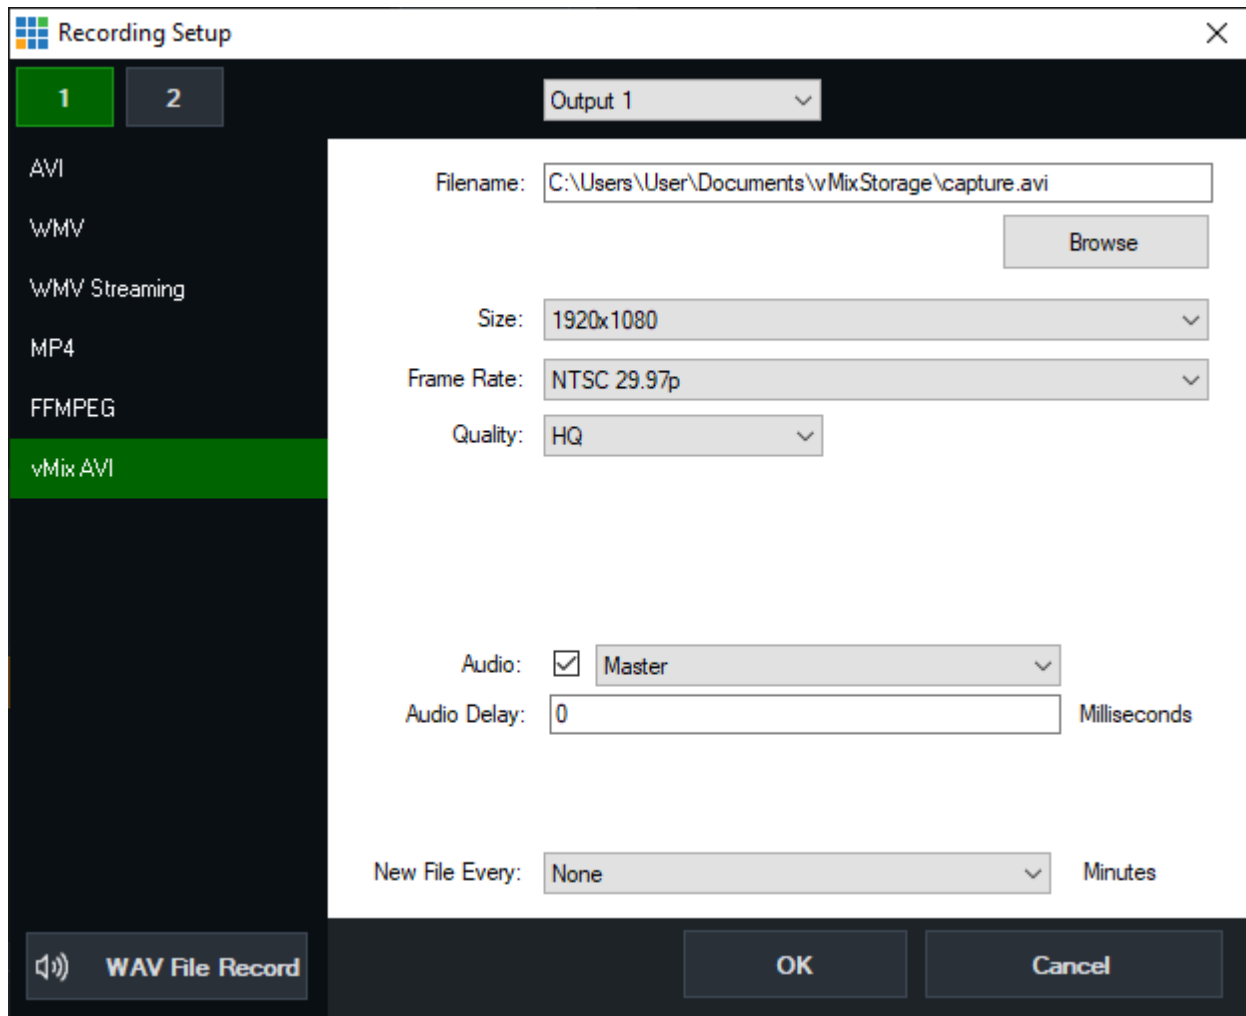 Recording Setup
1 2 Output 1
AVI
WMV
WMV Streaming
MP4
FFMPEG
vMix AVI
Filename: C:\Users\User\Documents\vMixStorage\capture.avi
Browse
Size: 1920x1080
Frame Rate: NTSC 29.97p
Quality: HQ
Audio: Master
Audio Delay: 0 Milliseconds
New File Every: None Minutes
WAV File Record OK Cancel